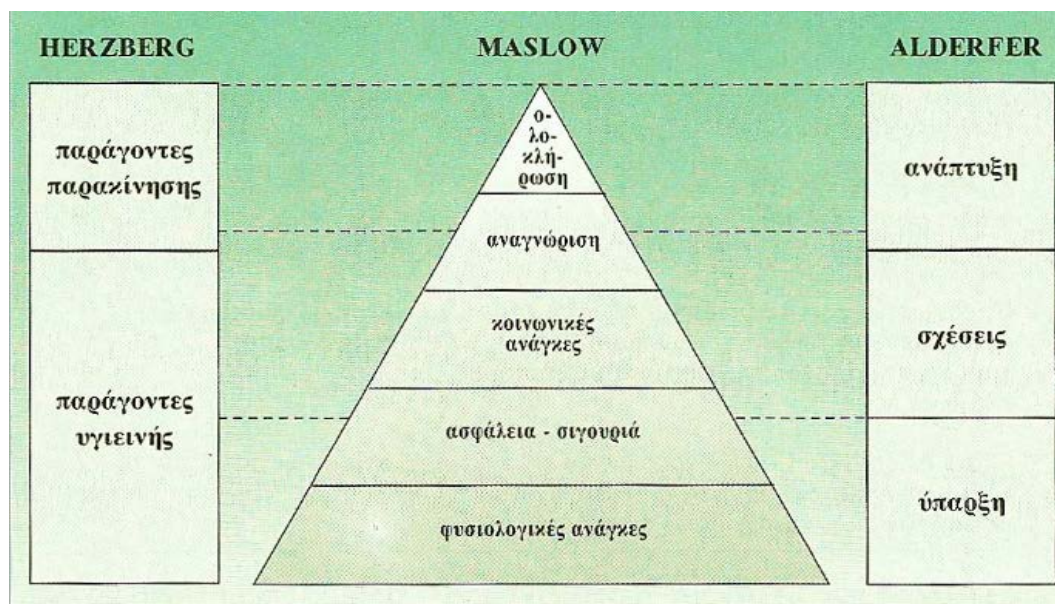 HERZBERG
MASLOW
ALDERFER
παράγοντες
παρακίνησης
παράγοντες
υγιεινής
ο-
λο-
κλή-
ρωση
αναγνώριση
κοινωνικές
ανάγκες
ασφάλεια - σιγουριά
φυσιολογικές ανάγκες
ανάπτυξη
σχέσεις
ύπαρξη